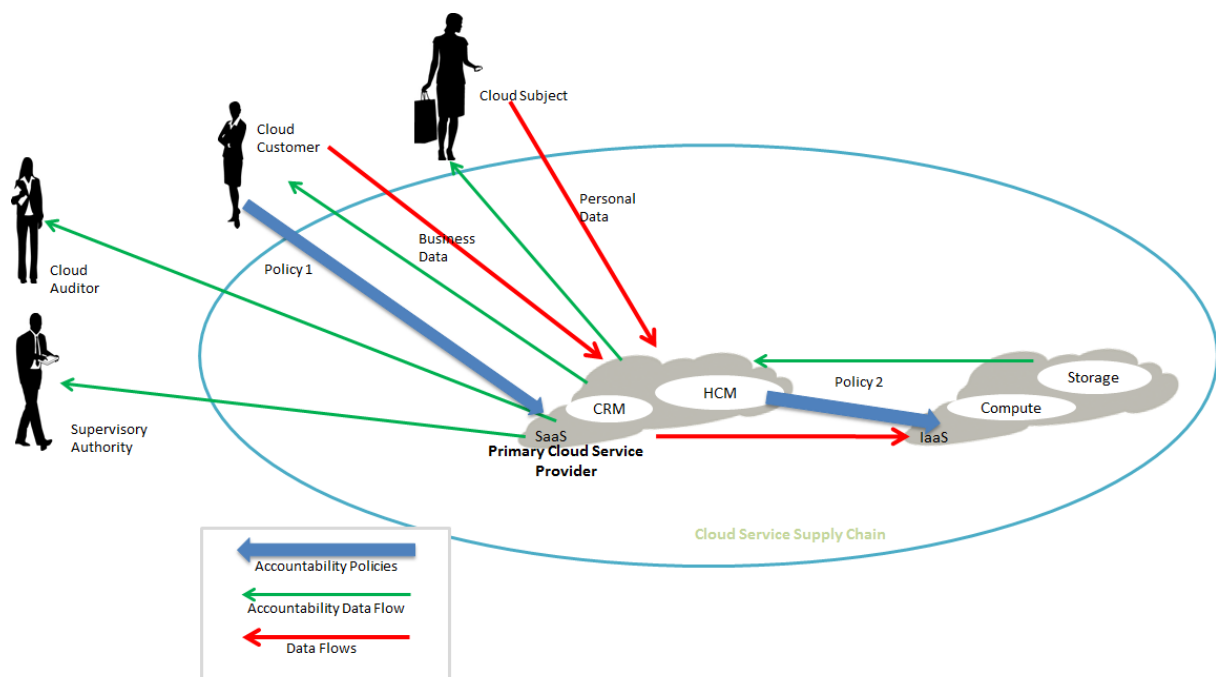 Cloud Subject
Cloud
Customer
Personal
Data
Business
Data
Policy 1
Cloud
Auditor
Supervisory
Authority
Policy 2
Storage
HCM
CRM
Compute
SaaS
IaaS
Primary Cloud Service
Provider
Cloud Service Supply Chain
Accountability Policies
Accountability Data Flow
Data Flows